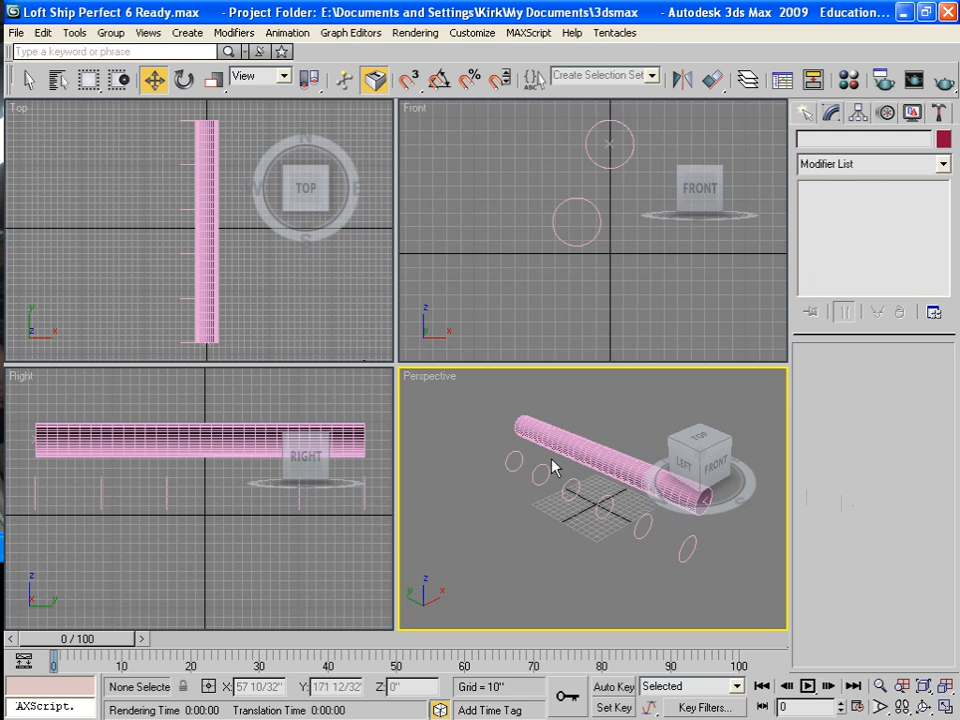 Loft Ship Perfect 6 Ready.max - Project Folder: E:\Documents and Settings\Kirk\My Documents\3dsmax - Autodesk 3ds Max 2009 Education...
File Edit Tools Group Views Create Modifiers Animation Graph Editors Rendering Customize MAXScript Help Tentacles
Type a keyword or phrase
View 3 % ABC Create Selection Set
Top
N
TOP
E
S
y
z x
Front
FRONT
z
x
Modifier List
Right
RIGHT
z
y
Perspective
TOP
LEFT FRONT
z
y x
< 0 / 100 >
0 10 20 30 40 50 60 70 80 90 100
None Selecte X: 57 10/32" Y: 171 12/32" Z: 0" Grid = 10" Auto Key Selected
AXScript. Rendering Time 0:00:00 Translation Time 0:00:00 Add Time Tag Set Key Key Filters... 0